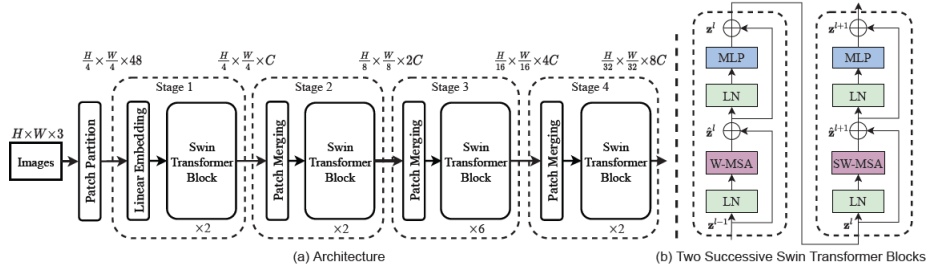 H/4 × W/4 × 48
H/4 × W/4 × C
H/8 × W/8 × 2C
H/16 × W/16 × 4C
H/32 × W/32 × 8C
Stage 1
Stage 2
Stage 3
Stage 4
H×W×3
Images
Patch Partition
Linear Embedding
Swin
Transformer
Block
×2
Patch Merging
Swin
Transformer
Block
×2
Patch Merging
Swin
Transformer
Block
×6
Patch Merging
Swin
Transformer
Block
×2
(a) Architecture
z^l
MLP
LN
ẑ^l
W-MSA
LN
z^{l-1}
z^{l+1}
MLP
LN
ẑ^{l+1}
SW-MSA
LN
z^l
(b) Two Successive Swin Transformer Blocks